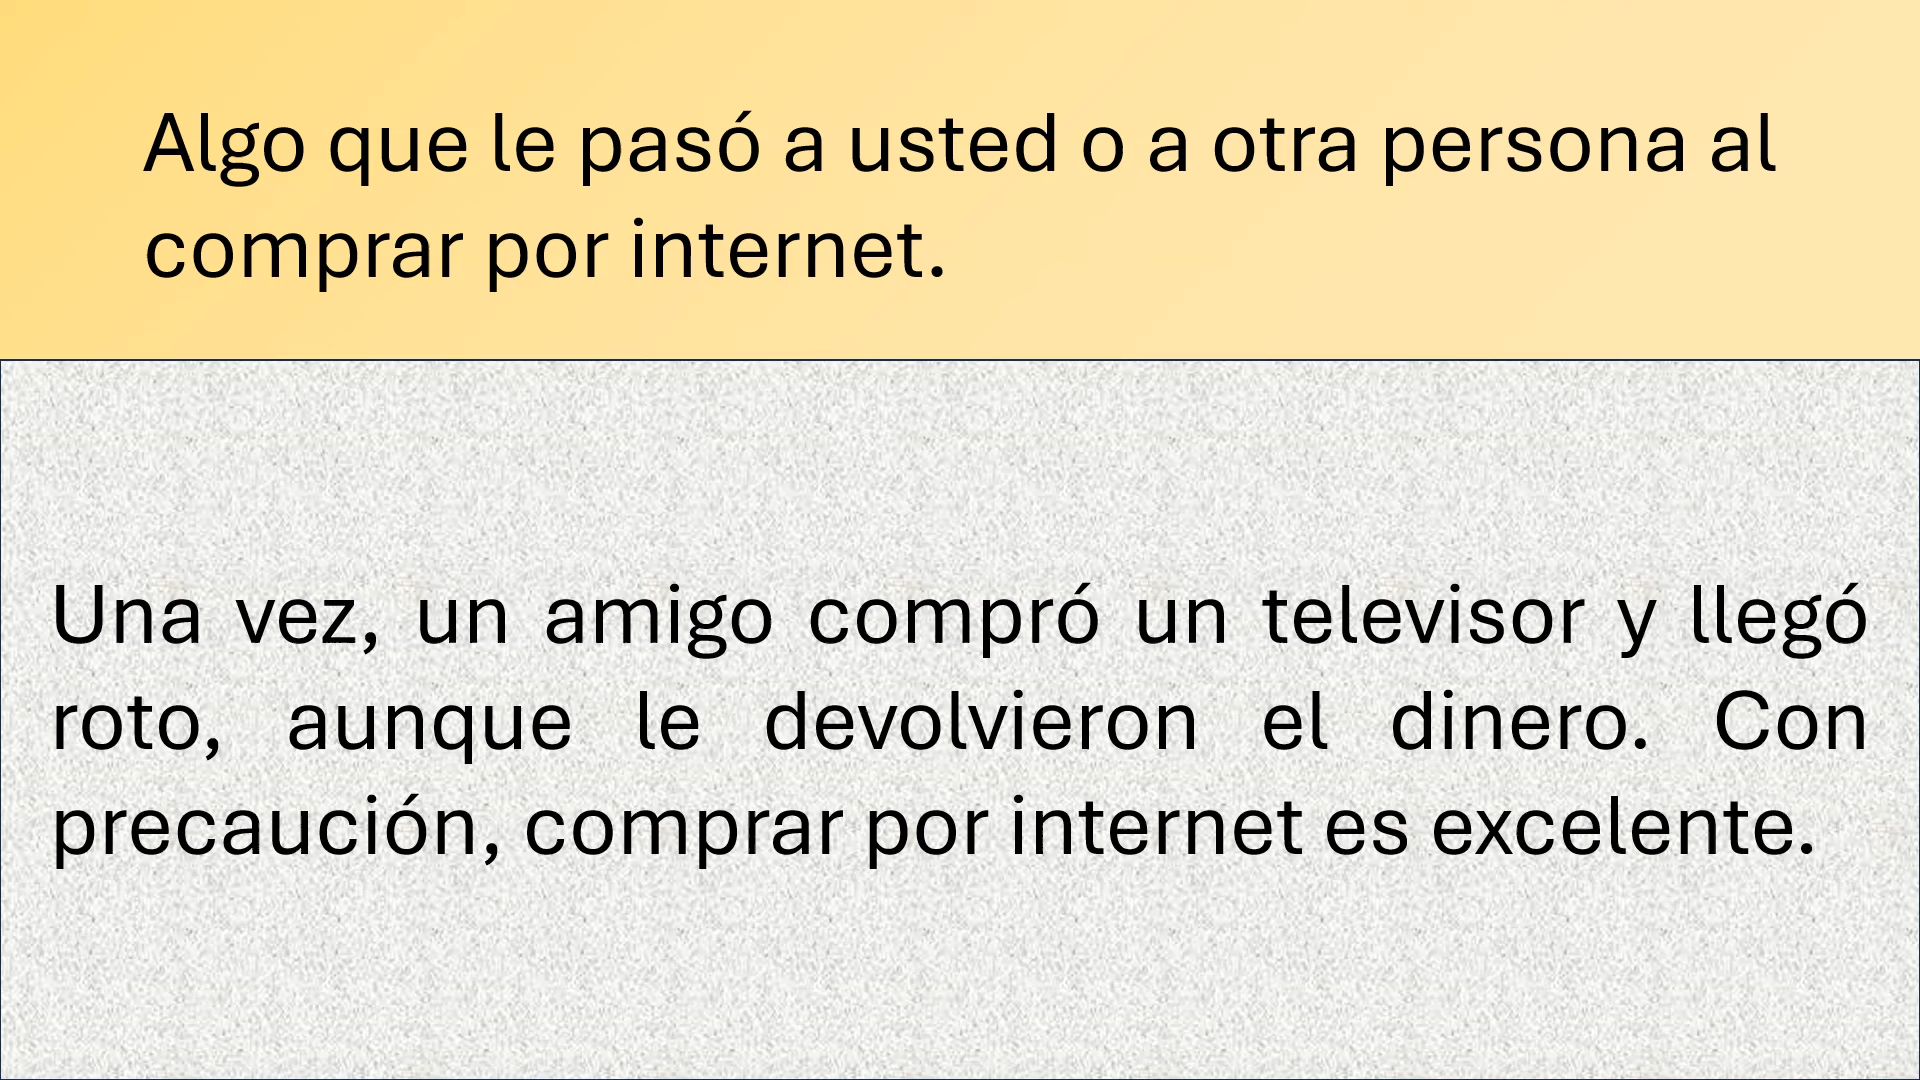 Algo que le pasó a usted o a otra persona al
comprar por internet.
Una vez, un amigo compró un televisor y llegó
roto, aunque le devolvieron el dinero. Con
precaución, comprar por internet es excelente.